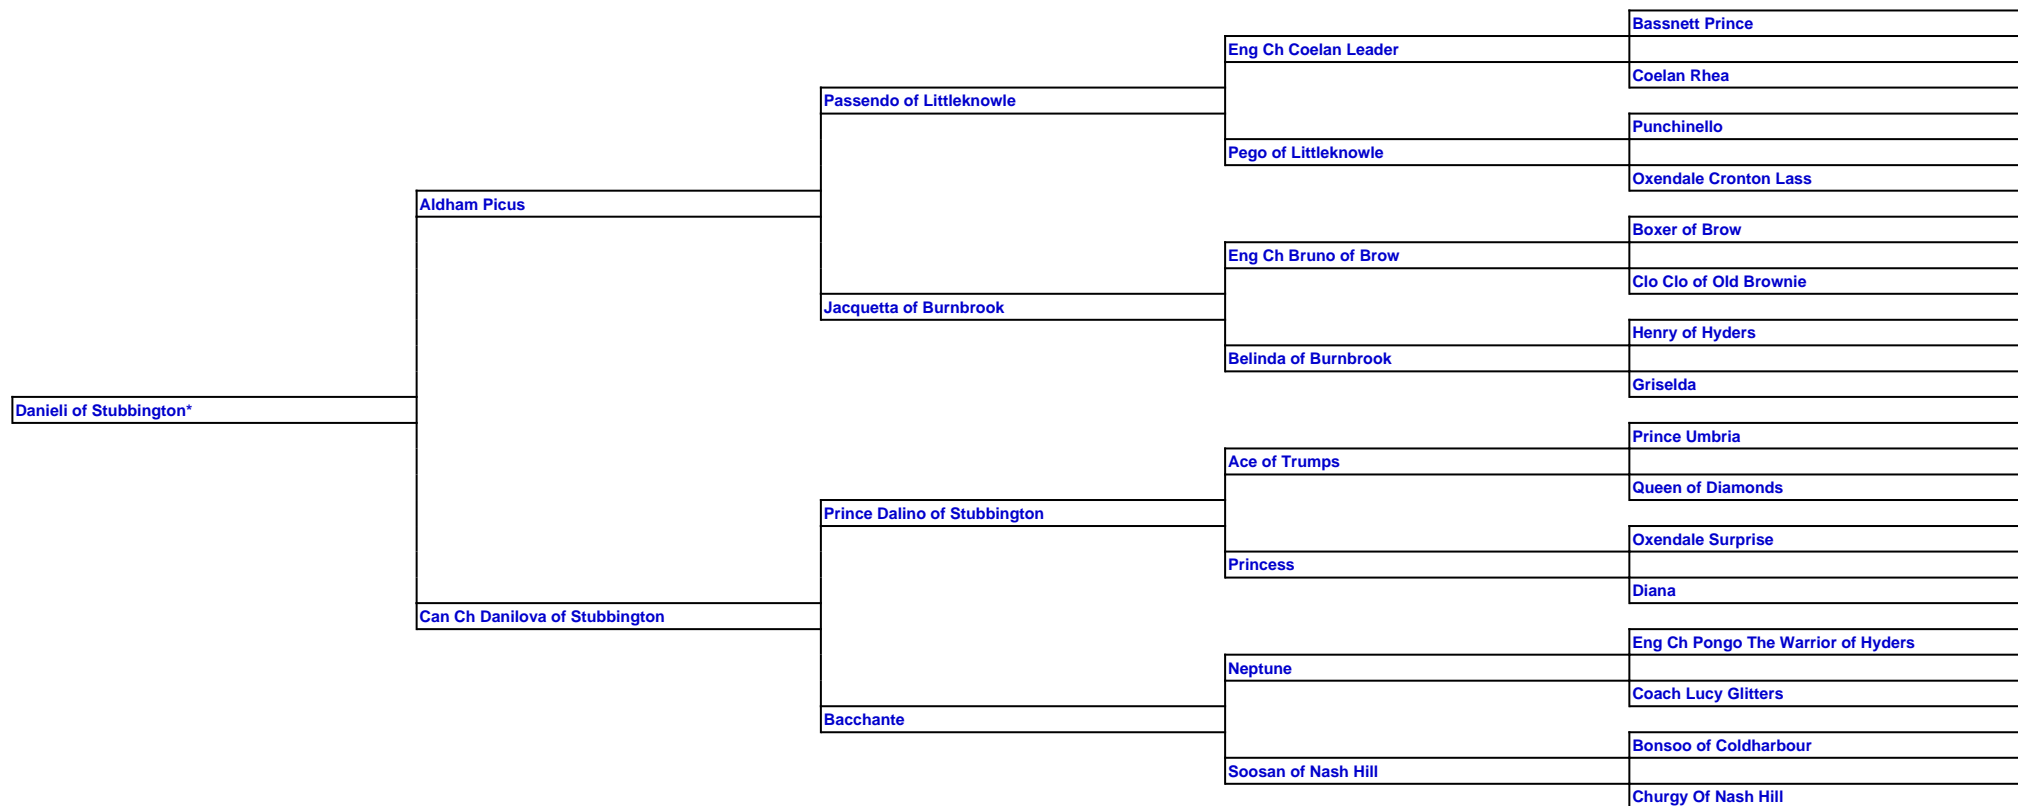 Bassnett Prince
Eng Ch Coelan Leader
Coelan Rhea
Passendo of Littleknowle
Punchinello
Pego of Littleknowle
Oxendale Cronton Lass
Aldham Picus
Boxer of Brow
Eng Ch Bruno of Brow
Clo Clo of Old Brownie
Jacquetta of Burnbrook
Henry of Hyders
Belinda of Burnbrook
Griselda
Danieli of Stubbington*
Prince Umbria
Ace of Trumps
Queen of Diamonds
Prince Dalino of Stubbington
Oxendale Surprise
Princess
Diana
Can Ch Danilova of Stubbington
Eng Ch Pongo The Warrior of Hyders
Neptune
Coach Lucy Glitters
Bacchante
Bonsoo of Coldharbour
Soosan of Nash Hill
Churgy Of Nash Hill